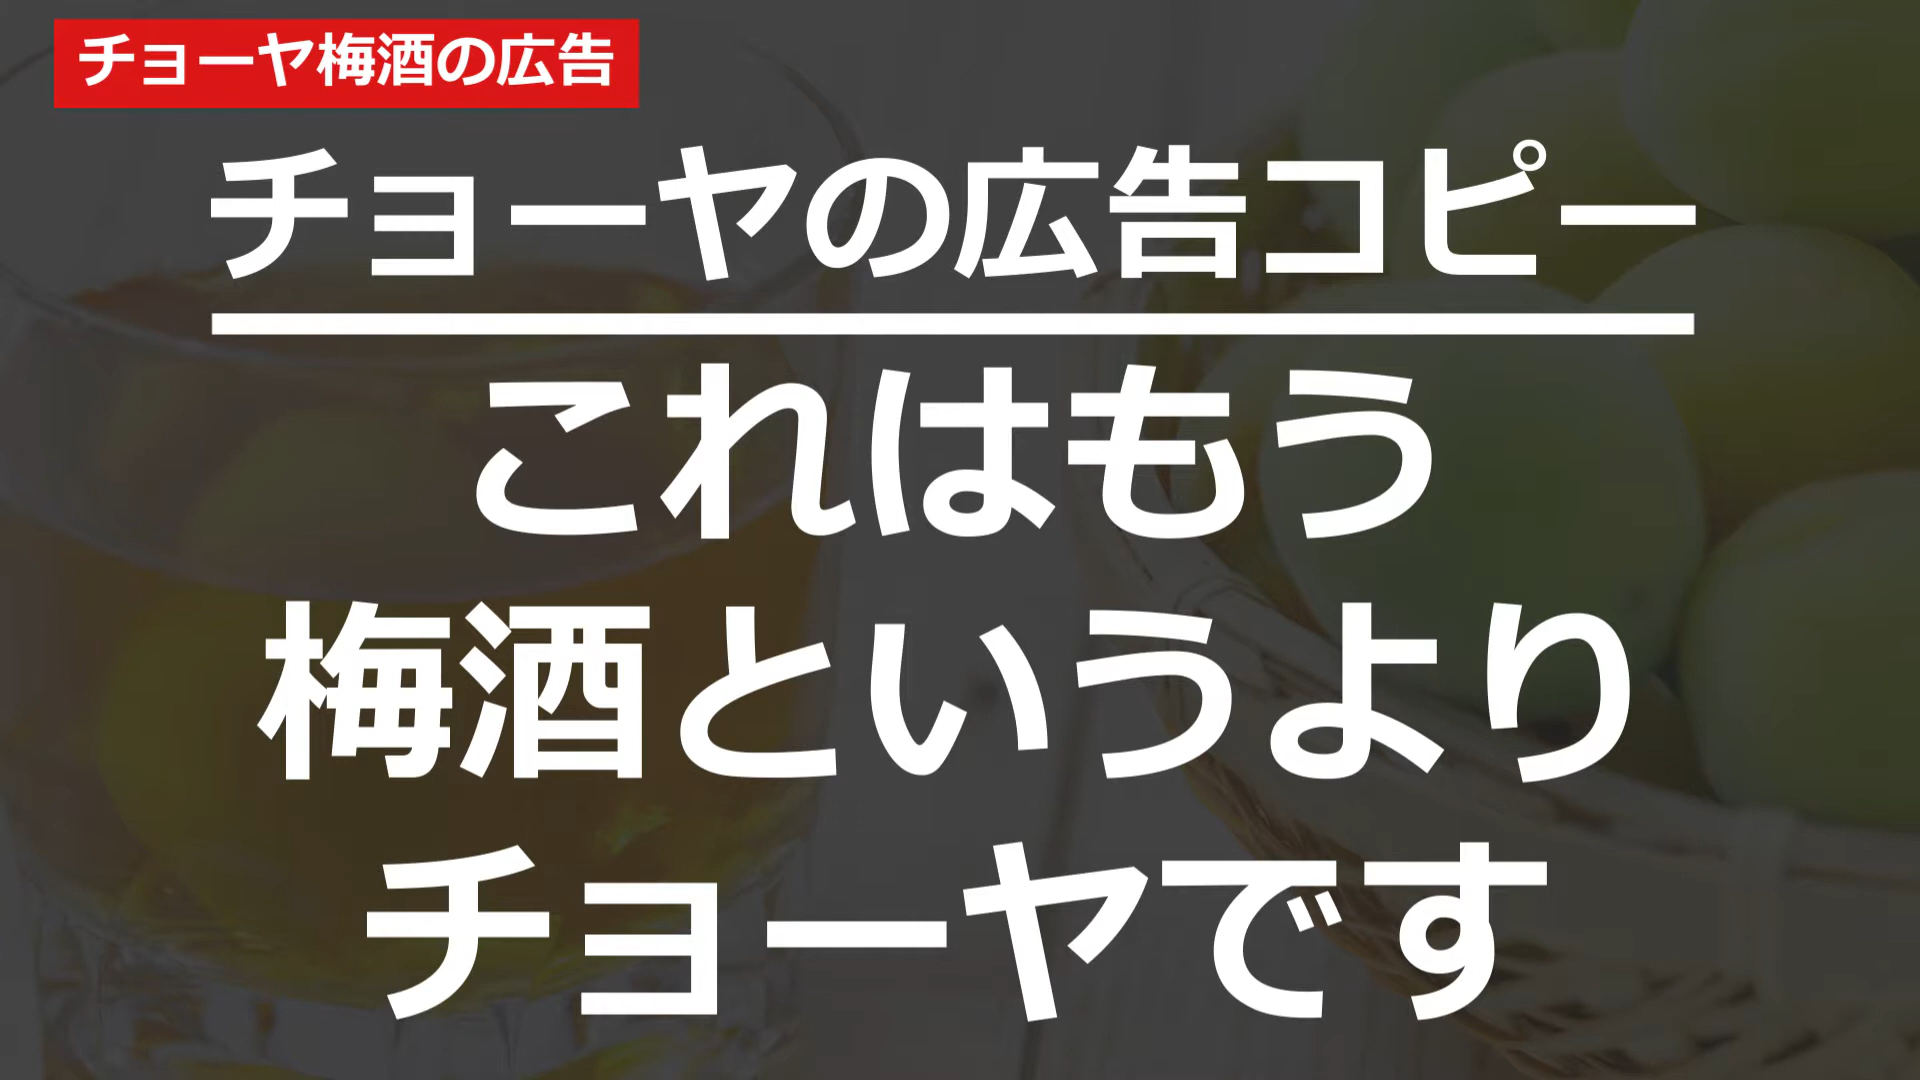 チョーヤ梅酒の広告
チョーヤの広告コピー
これはもう
梅酒というより
チョーヤです